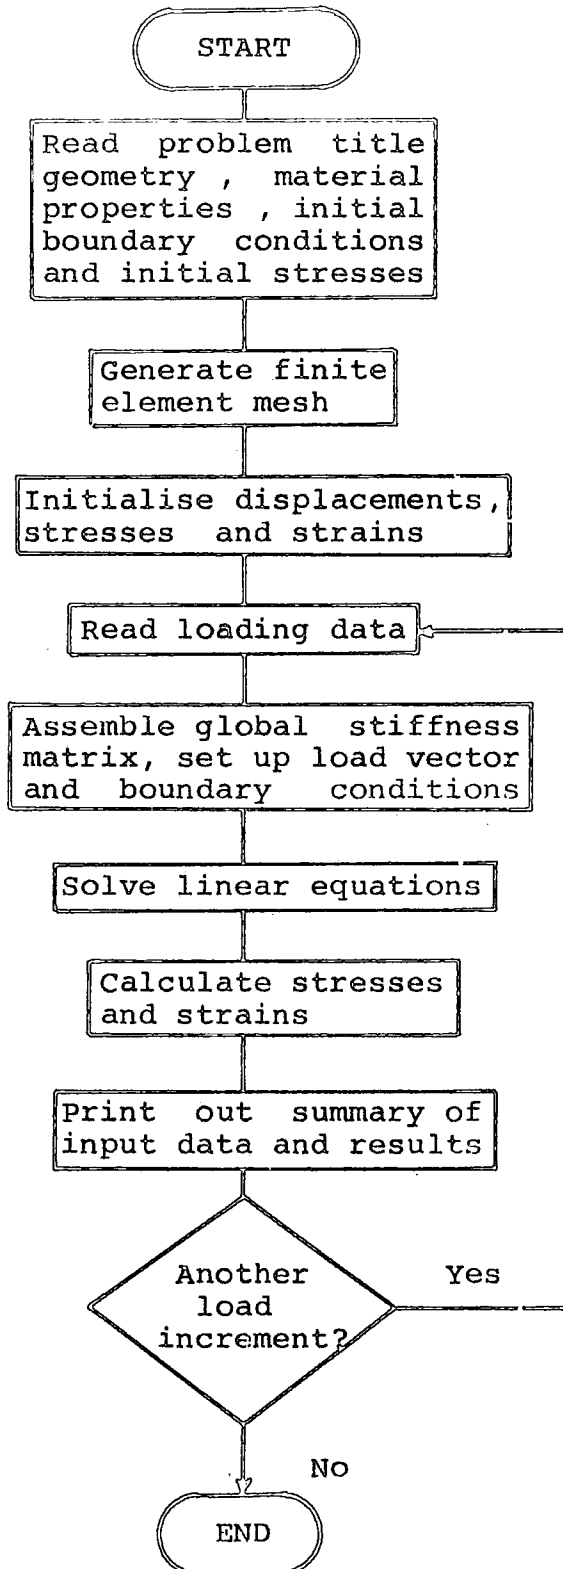 START
Read problem title
geometry , material
properties , initial
boundary conditions
and initial stresses
Generate finite
element mesh
Initialise displacements,
stresses and strains
Read loading data
Assemble global stiffness
matrix, set up load vector
and boundary conditions
Solve linear equations
Calculate stresses
and strains
Print out summary of
input data and results
Another
load
increment?
Yes
No
END